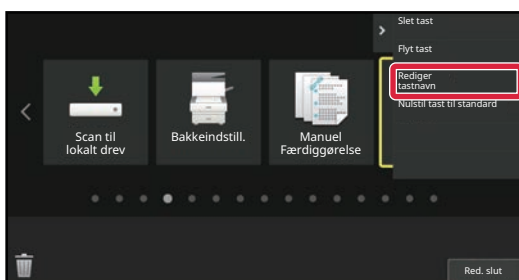 Slet tast
Flyt tast
Rediger
tastnavn
Nulstil tast til standard
Scan til
lokalt drev
Bakkeindstill.
Manuel
Færdiggørelse
Red. slut